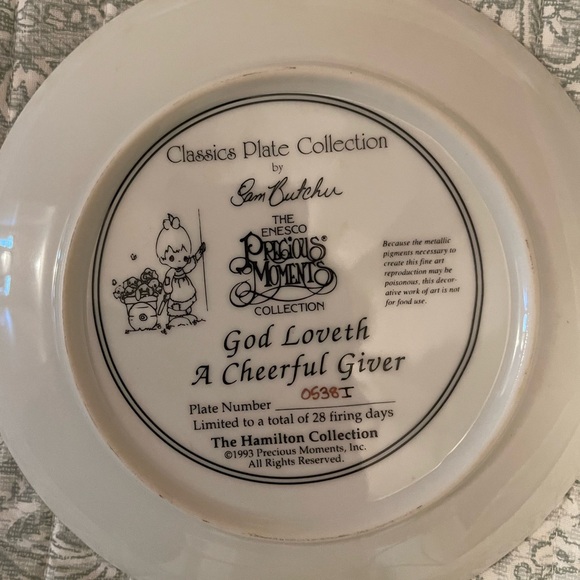 Classics Plate Collection
by
Sam Butcher
THE
ENESCO
PRECIOUS®
MOMENTS
COLLECTION
Because the metallic
pigments necessary to
create this fine art
reproduction may be
poisonous, this decor-
ative work of art is not
for food use.
God Loveth
A Cheerful Giver
Plate Number 0538I
Limited to a total of 28 firing days
The Hamilton Collection
©1993 Precious Moments, Inc.
All Rights Reserved.